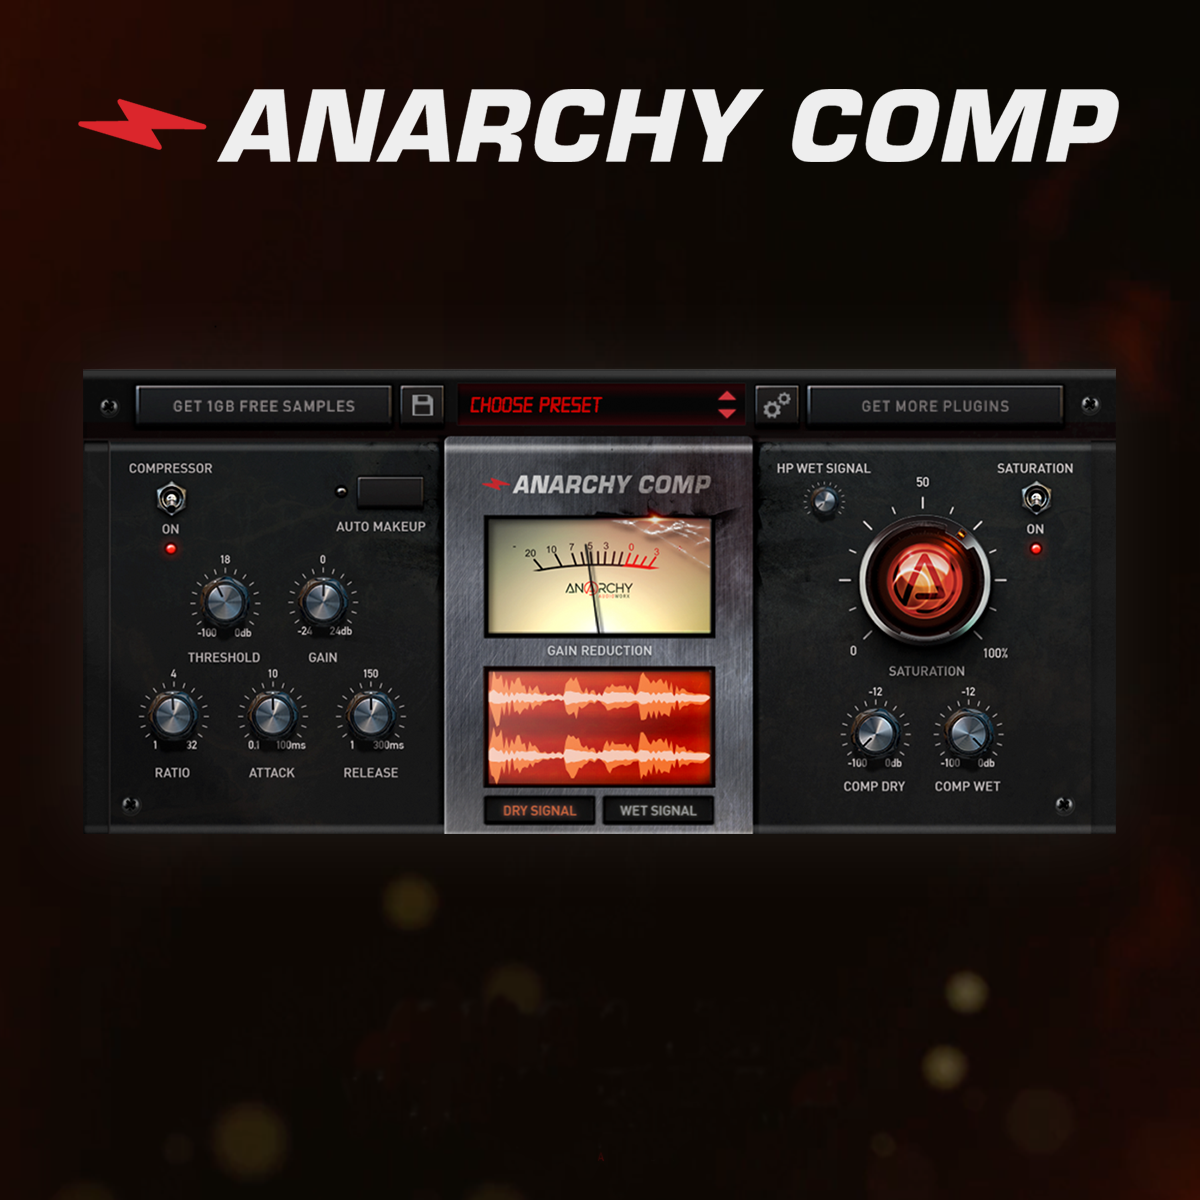 ANARCHY COMP
GET 1GB FREE SAMPLES
CHOOSE PRESET
GET MORE PLUGINS
COMPRESSOR
ON
AUTO MAKEUP
18
-100 0db
THRESHOLD
0
-24 24db
GAIN
4
1 32
RATIO
10
0.1 100ms
ATTACK
150
1 300ms
RELEASE
ANARCHY COMP
- 20 10 7 5 3 0 3
ANARCHY
AUDIOWORX
GAIN REDUCTION
DRY SIGNAL
WET SIGNAL
HP WET SIGNAL
SATURATION
ON
50
0 100%
SATURATION
-12
-100 0db
COMP DRY
-12
-100 0db
COMP WET